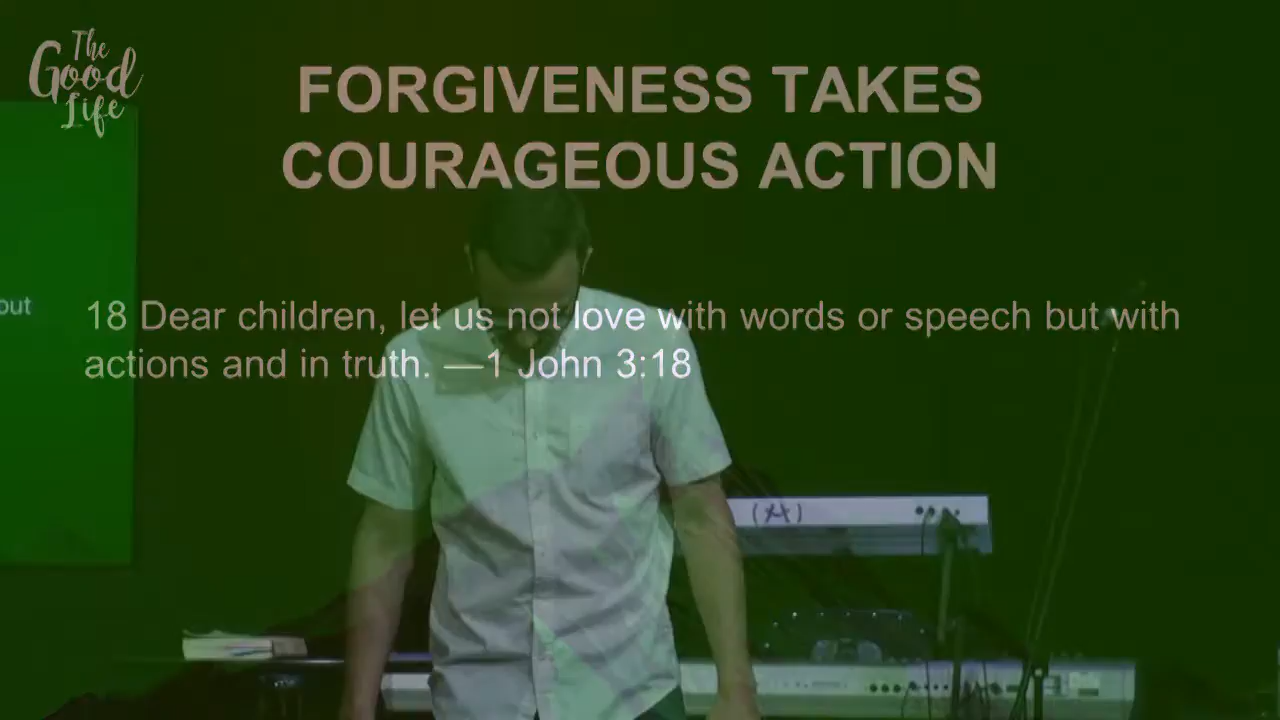 The
Good
Life
FORGIVENESS TAKES
COURAGEOUS ACTION
out
18 Dear children, let us not love with words or speech but with
actions and in truth. —1 John 3:18